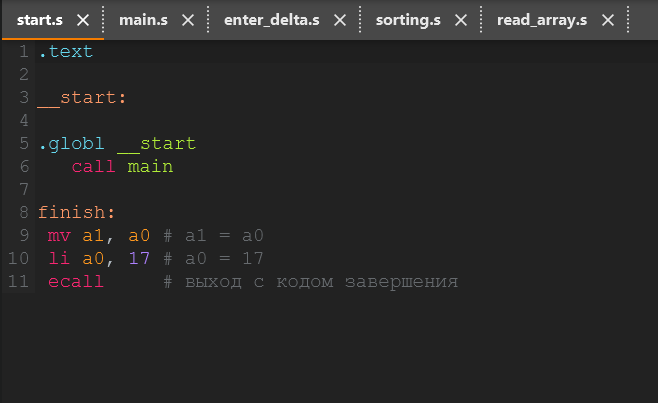 start.s × main.s × enter_delta.s × sorting.s × read_array.s ×
1 .text
2
3 __start:
4
5 .globl __start
6 call main
7
8 finish:
9 mv a1, a0 # a1 = a0
10 li a0, 17 # a0 = 17
11 ecall # выход с кодом завершения